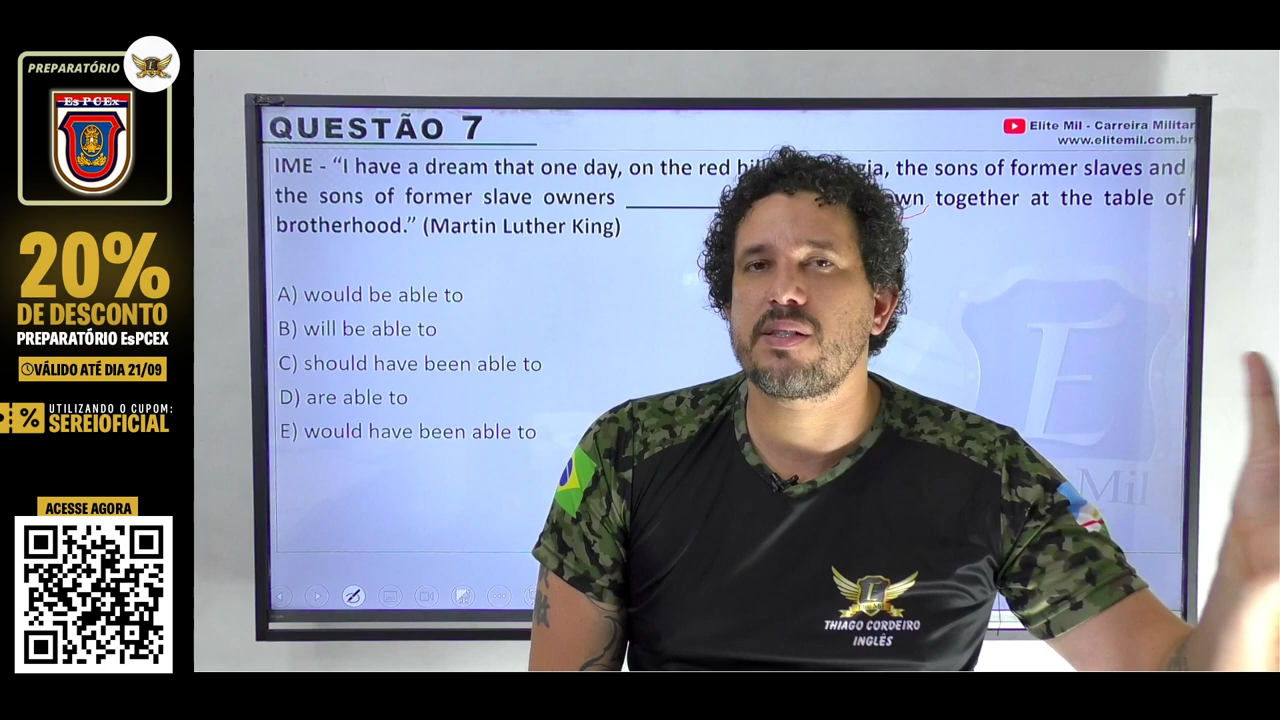 PREPARATÓRIO
Es PCEx
20%
DE DESCONTO
PREPARATÓRIO EsPCEX
VÁLIDO ATÉ DIA 21/09
%
UTILIZANDO O CUPOM:
SEREIOFICIAL
ACESSE AGORA
QUESTÃO 7
Elite Mil - Carreira Militar
www.elitemil.com.br
IME - “I have a dream that one day, on the red the sons of former slaves and
the sons of former slave owners ________ together at the table of
brotherhood.” (Martin Luther King)
A) would be able to
B) will be able to
C) should have been able to
D) are able to
E) would have been able to
E
Mil
THIAGO CORDEIRO
INGLÊS